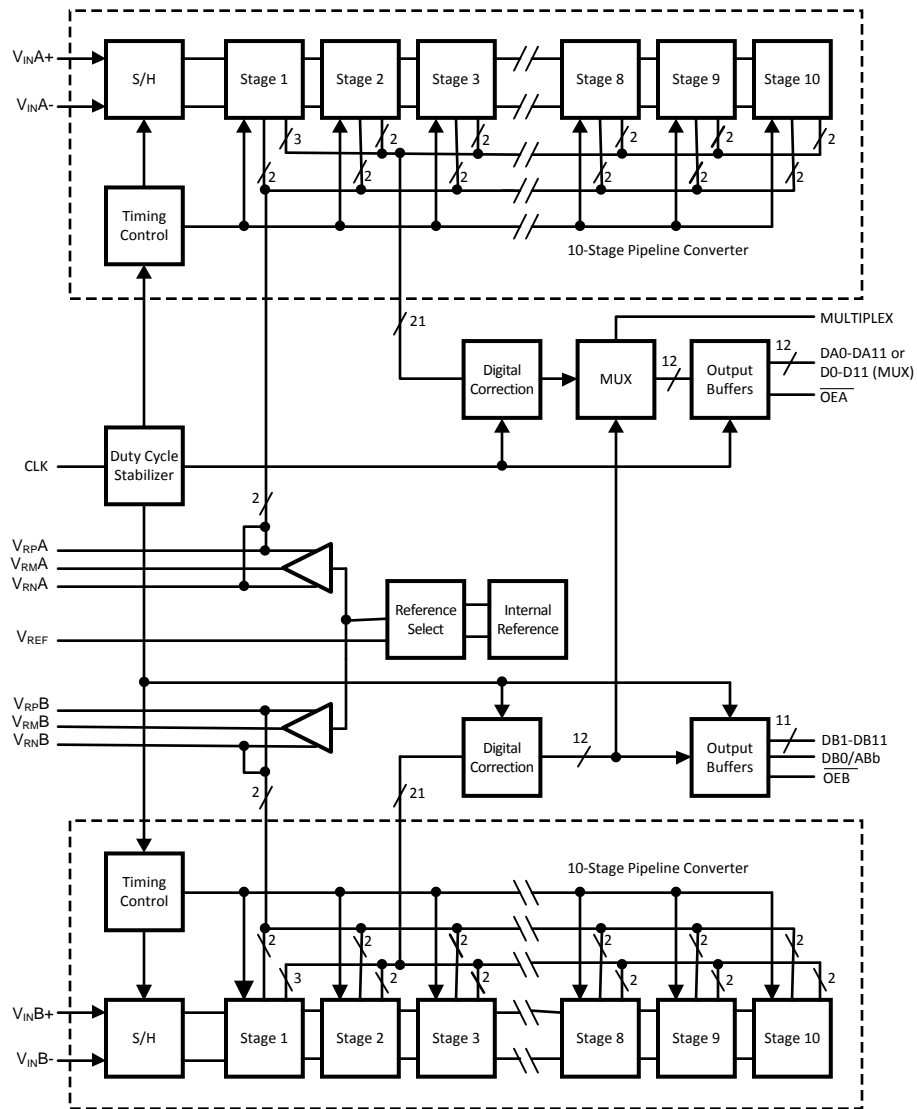 VINA+
VINA-
S/H
Stage 1
Stage 2
Stage 3
Stage 8
Stage 9
Stage 10
3
2
2
2
2
2
2
2
2
2
2
2
Timing
Control
10-Stage Pipeline Converter
21
MULTIPLEX
Digital
Correction
MUX
12
Output
Buffers
12
DA0-DA11 or
D0-D11 (MUX)
OEA
CLK
Duty Cycle
Stabilizer
2
VRPA
VRMA
VRNA
VREF
Reference
Select
Internal
Reference
VRPB
VRMB
VRNB
2
21
Digital
Correction
12
Output
Buffers
11
DB1-DB11
DB0/ABb
OEB
Timing
Control
10-Stage Pipeline Converter
2
2
2
2
2
2
3
2
2
2
2
2
VINB+
VINB-
S/H
Stage 1
Stage 2
Stage 3
Stage 8
Stage 9
Stage 10